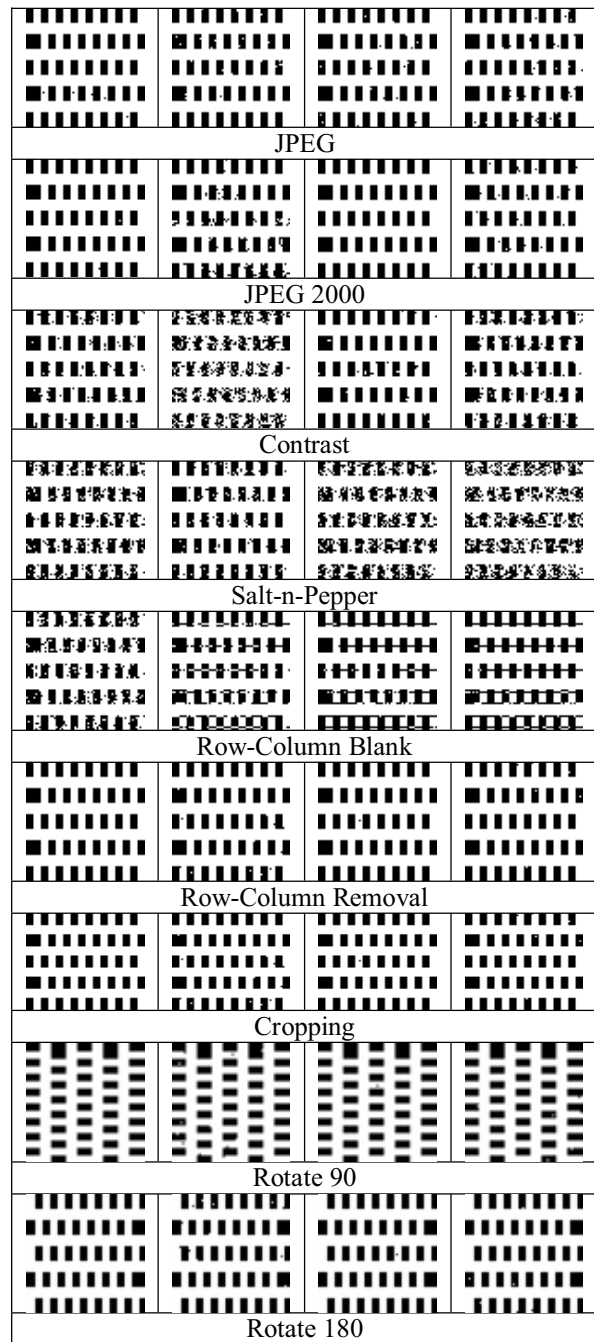 JPEG
JPEG 2000
Contrast
Salt-n-Pepper
Row-Column Blank
Row-Column Removal
Cropping
Rotate 90
Rotate 180